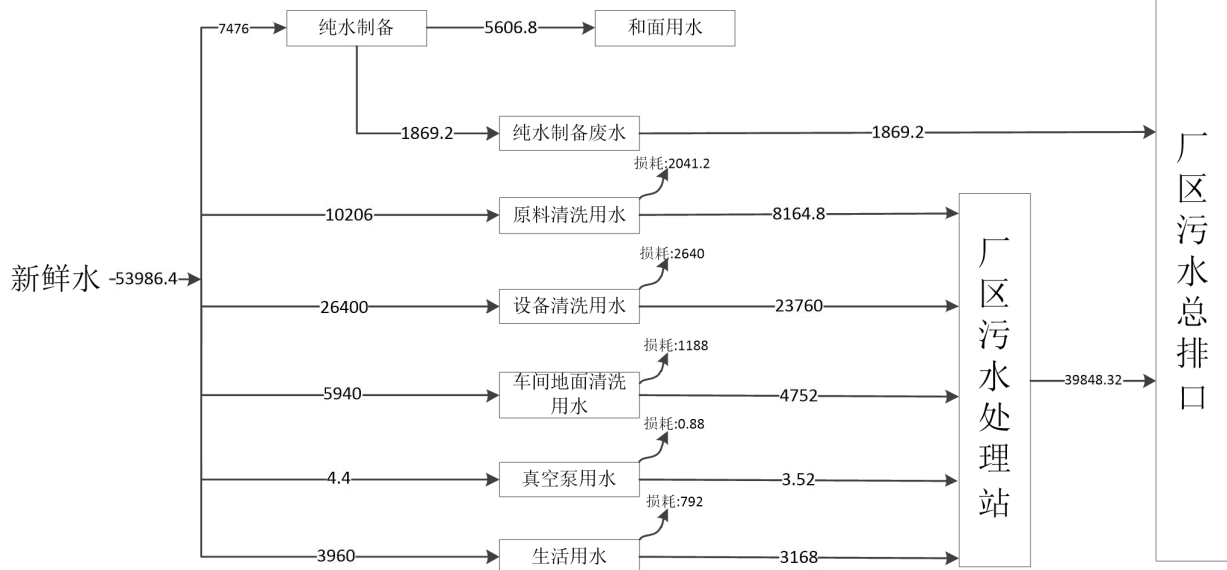 7476
纯水制备
5606.8
和面用水
1869.2
纯水制备废水
1869.2
损耗:2041.2
10206
原料清洗用水
8164.8
新鲜水
53986.4
损耗:2640
26400
设备清洗用水
23760
损耗:1188
5940
车间地面清洗
用水
4752
损耗:0.88
4.4
真空泵用水
3.52
损耗:792
3960
生活用水
3168
厂区污水处理站
39848.32
厂区污水总排口